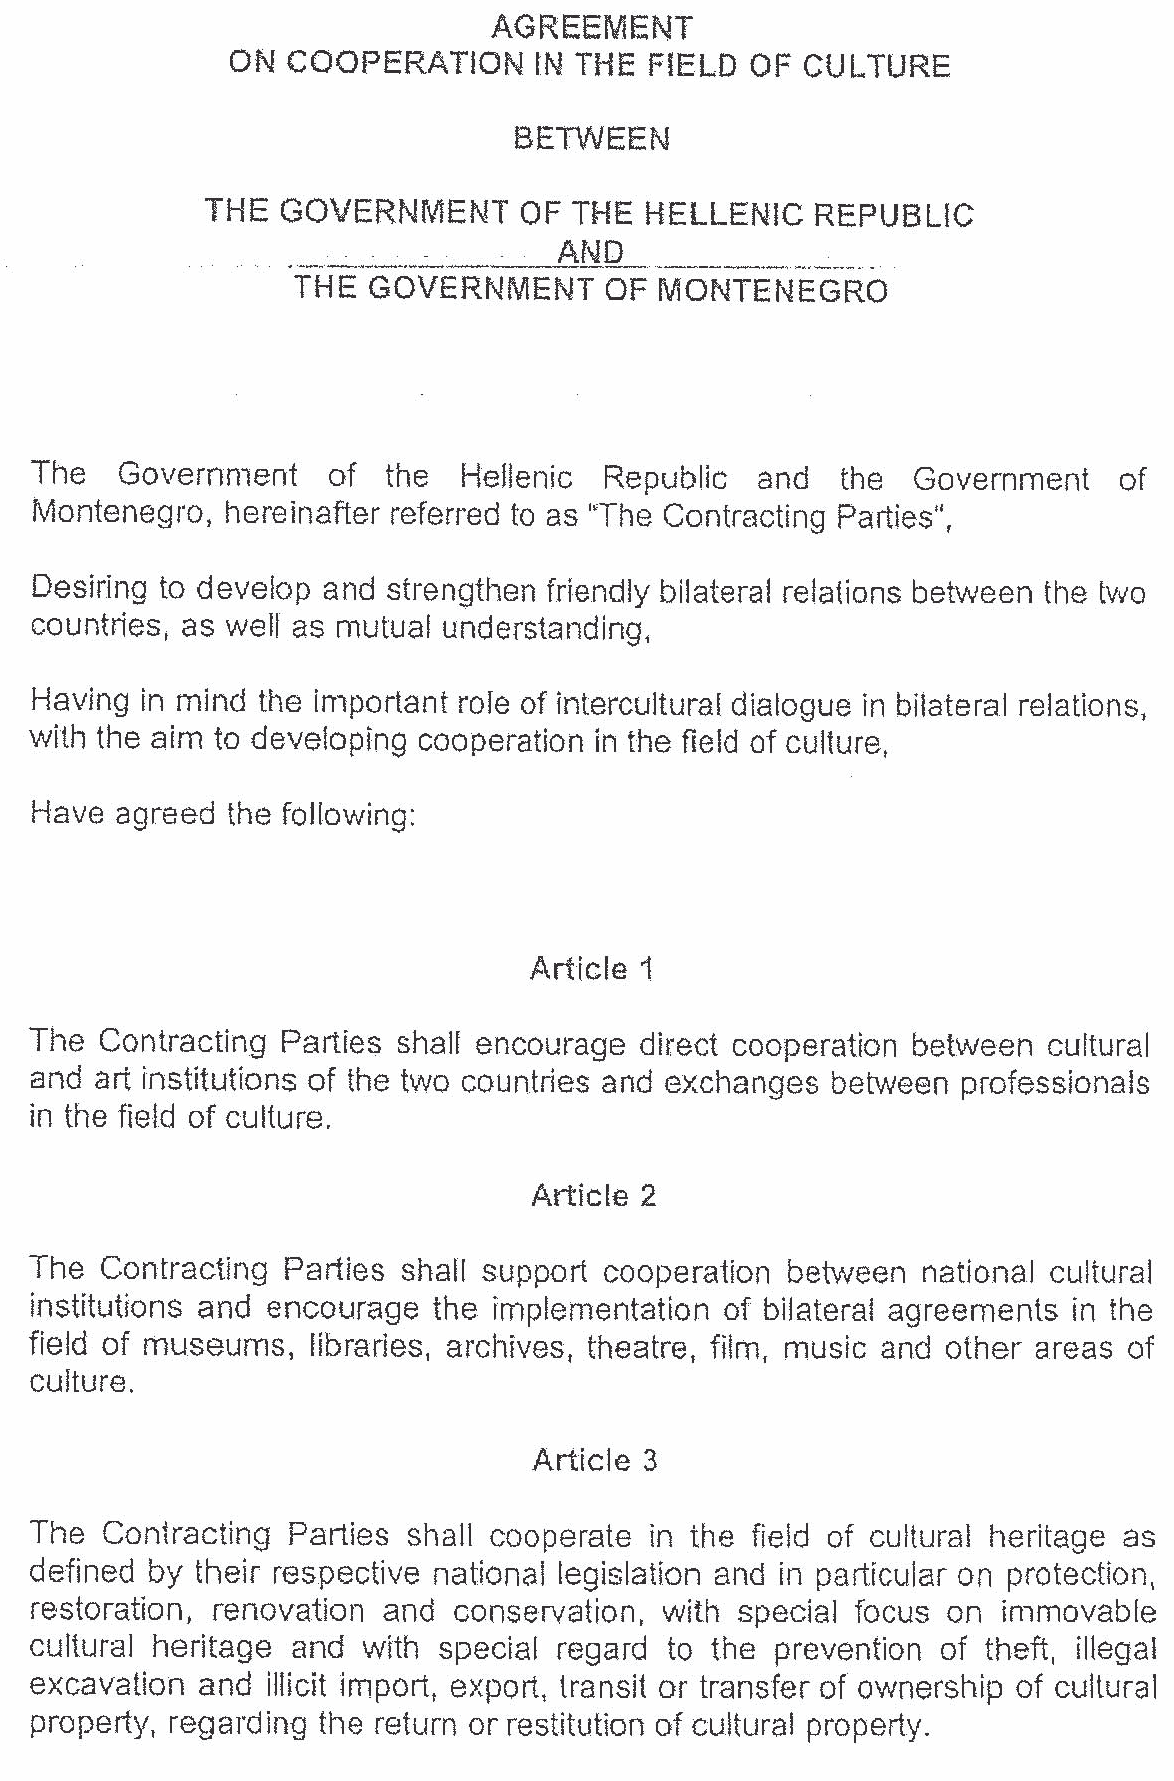 AGREEMENT
ON COOPERATION IN THE FIELD OF CULTURE
BETWEEN
THE GOVERNMENT OF THE HELLENIC REPUBLIC
AND
THE GOVERNMENT OF MONTENEGRO
The Government of the Hellenic Republic and the Government of
Montenegro, hereinafter referred to as "The Contracting Parties",
Desiring to develop and strengthen friendly bilateral relations between the two
countries, as well as mutual understanding,
Having in mind the important role of intercultural dialogue in bilateral relations,
with the aim to developing cooperation in the field of culture,
Have agreed the following:
Article 1
The Contracting Parties shall encourage direct cooperation between cultural
and art institutions of the two countries and exchanges between professionals
in the field of culture.
Article 2
The Contracting Parties shall support cooperation between national cultural
institutions and encourage the implementation of bilateral agreements in the
field of museums, libraries, archives, theatre, film, music and other areas of
culture.
Article 3
The Contracting Parties shall cooperate in the field of cultural heritage as
defined by their respective national legislation and in particular on protection,
restoration, renovation and conservation, with special focus on immovable
cultural heritage and with special regard to the prevention of theft, illegal
excavation and illicit import, export, transit or transfer of ownership of cultural
property, regarding the return or restitution of cultural property.